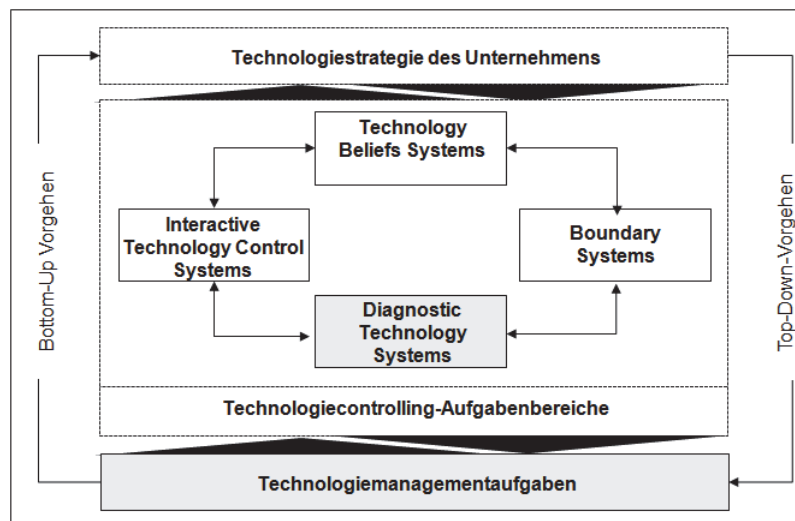 Technologiestrategie des Unternehmens
Technology
Beliefs Systems
Bottom-Up Vorgehen
Interactive
Technology Control
Systems
Boundary
Systems
Top-Down-Vorgehen
Diagnostic
Technology
Systems
Technologiecontrolling-Aufgabenbereiche
Technologiemanagementaufgaben